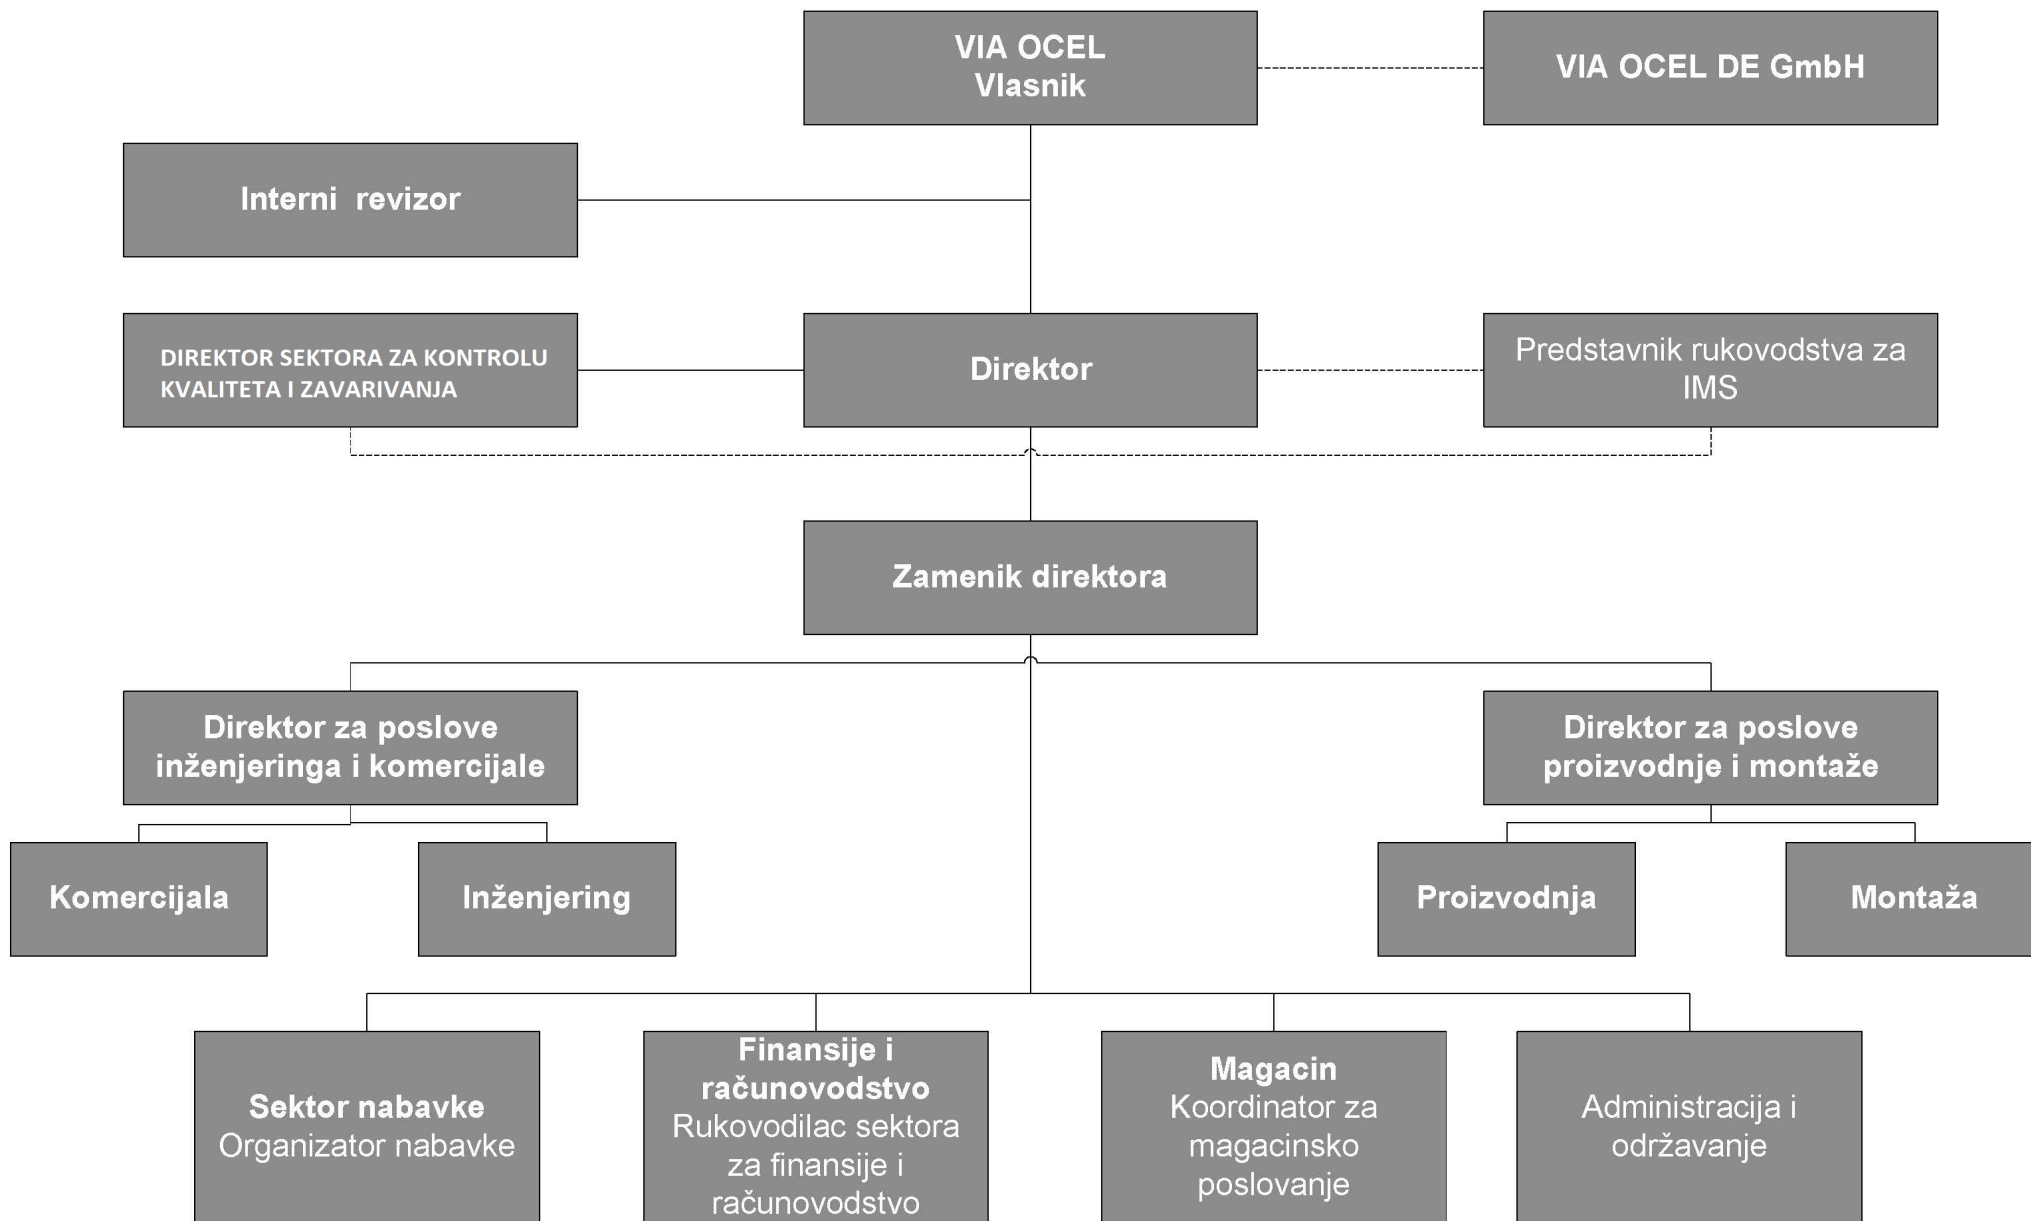 VIA OCEL
Vlasnik
VIA OCEL DE GmbH
Interni revizor
DIREKTOR SEKTORA ZA KONTROLU
KVALITETA I ZAVARIVANJA
Direktor
Predstavnik rukovodstva za
IMS
Zamenik direktora
Direktor za poslove
inženjeringa i komercijale
Direktor za poslove
proizvodnje i montaže
Komercijala
Inženjering
Proizvodnja
Montaža
Sektor nabavke
Organizator nabavke
Finansije i
računovodstvo
Rukovodilac sektora
za finansije i
računovodstvo
Magacin
Koordinator za
magacinsko
poslovanje
Administracija i
održavanje